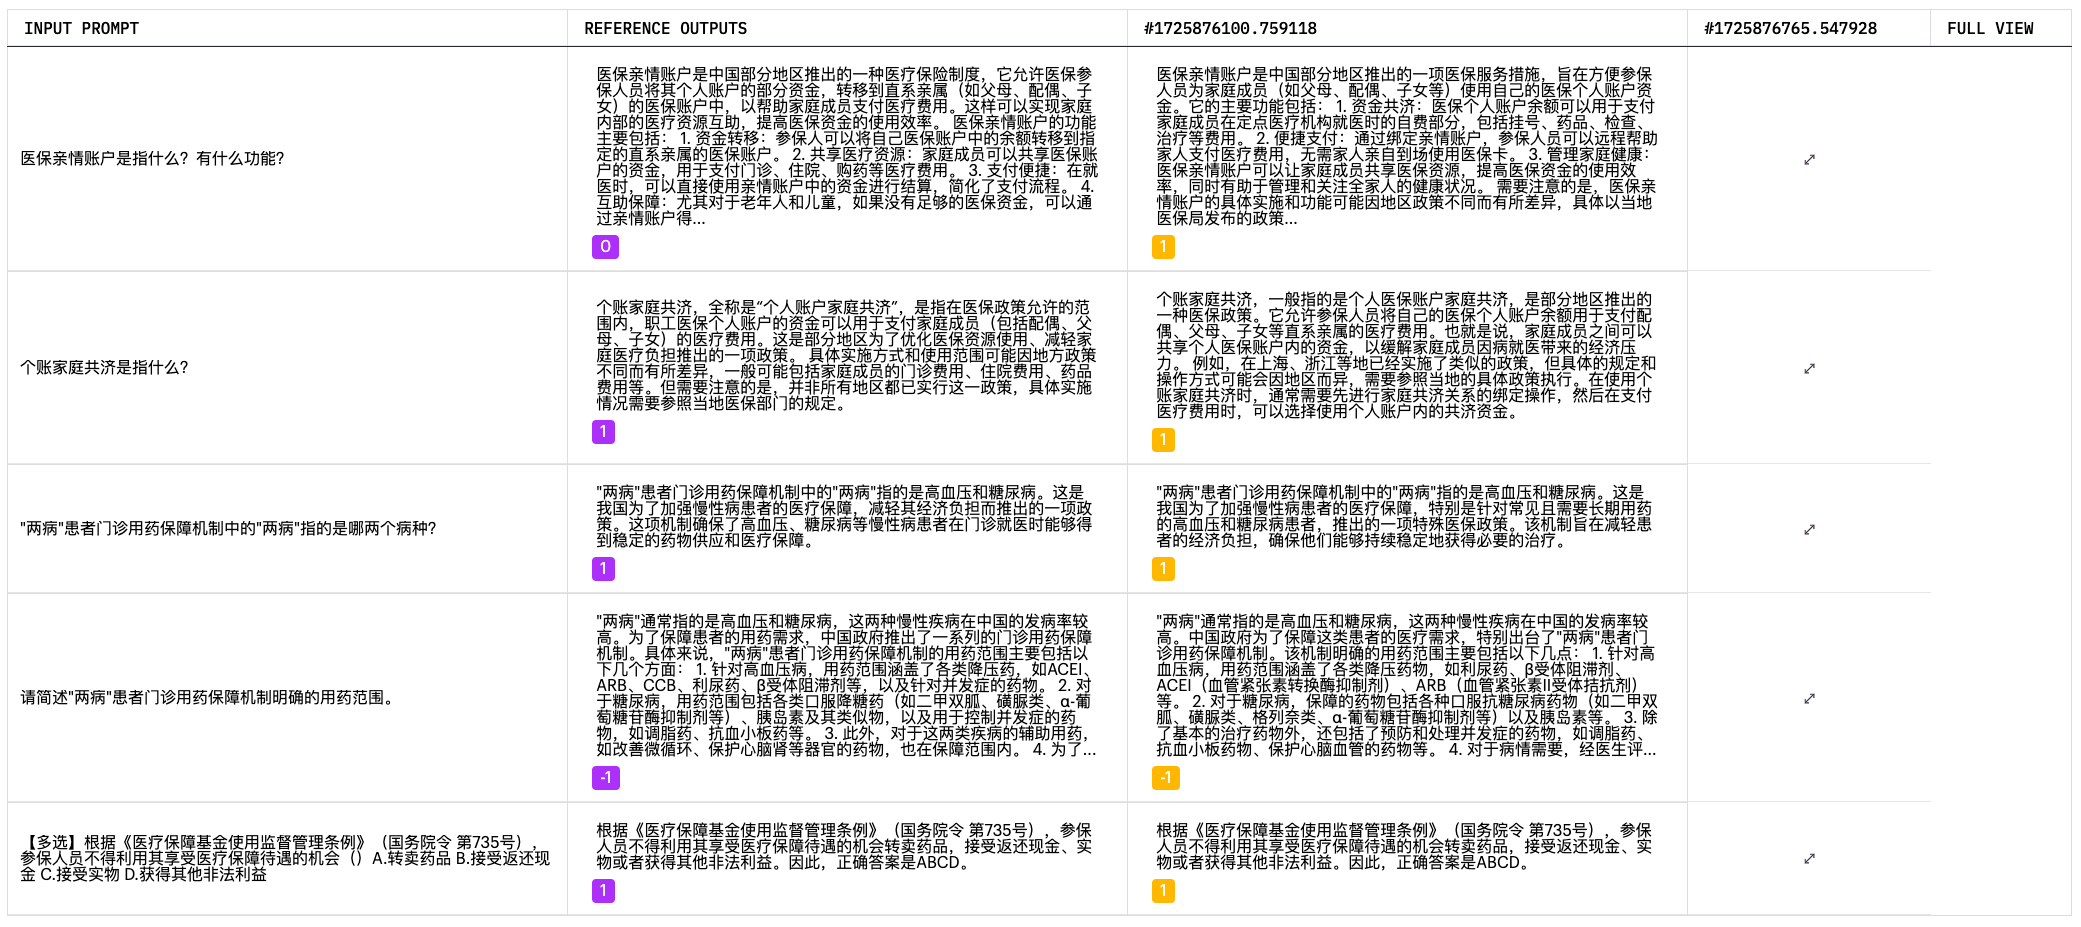 INPUT PROMPT
REFERENCE OUTPUTS
#1725876100.759118
#1725876765.547928
FULL VIEW
医保亲情账户是指什么？有什么功能？
医保亲情账户是中国部分地区推出的一种医疗保险制度，它允许医保参
保人员将其个人账户的部分资金，转移到直系亲属（如父母、配偶、子
女）的医保账户中，以帮助家庭成员支付医疗费用。这样可以实现家庭
内部的医疗资源互助，提高医保资金的使用效率。 医保亲情账户的功能
主要包括： 1. 资金转移：参保人可以将自己医保账户中的余额转移到指
定的直系亲属的医保账户。 2. 共享医疗资源：家庭成员可以共享医保账
户的资金，用于支付门诊、住院、购药等医疗费用。 3. 支付便捷：在就
医时，可以直接使用亲情账户中的资金进行结算，简化了支付流程。 4.
互助保障：尤其对于老年人和儿童，如果没有足够的医保资金，可以通
过亲情账户得...
0
医保亲情账户是中国部分地区推出的一项医保服务措施，旨在方便参保
人员为家庭成员（如父母、配偶、子女等）使用自己的医保个人账户资
金。它的主要功能包括： 1. 资金共济：医保个人账户余额可以用于支付
家庭成员在定点医疗机构就医时的自费部分，包括挂号、药品、检查、
治疗等费用。 2. 便捷支付：通过绑定亲情账户，参保人员可以远程帮助
家人支付医疗费用，无需家人亲自到场使用医保卡。 3. 管理家庭健康：
医保亲情账户可以让家庭成员共享医保资源，提高医保资金的使用效
率，同时有助于管理和关注全家人的健康状况。 需要注意的是，医保亲
情账户的具体实施和功能可能因地区政策不同而有所差异，具体以当地
医保局发布的政策...
1
个账家庭共济是指什么？
个账家庭共济，全称是“个人账户家庭共济”，是指在医保政策允许的范
围内，职工医保个人账户的资金可以用于支付家庭成员（包括配偶、父
母、子女）的医疗费用。这是部分地区为了优化医保资源使用、减轻家
庭医疗负担推出的一项政策。 具体实施方式和使用范围可能因地方政策
不同而有所差异，一般可能包括家庭成员的门诊费用、住院费用、药品
费用等。但需要注意的是，并非所有地区都已实行这一政策，具体实施
情况需要参照当地医保部门的规定。
1
个账家庭共济，一般指的是个人医保账户家庭共济，是部分地区推出的
一种医保政策。它允许参保人员将自己的医保个人账户余额用于支付配
偶、父母、子女等直系亲属的医疗费用。也就是说，家庭成员之间可以
共享个人医保账户内的资金，以缓解家庭成员因病就医带来的经济压
力。 例如，在上海、浙江等地已经实施了类似的政策，但具体的规定和
操作方式可能会因地区而异，需要参照当地的具体政策执行。在使用个
账家庭共济时，通常需要先进行家庭共济关系的绑定操作，然后在支付
医疗费用时，可以选择使用个人账户内的共济资金。
1
"两病"患者门诊用药保障机制中的"两病"指的是哪两个病种？
"两病"患者门诊用药保障机制中的"两病"指的是高血压和糖尿病。这是
我国为了加强慢性病患者的医疗保障，减轻其经济负担而推出的一项政
策。这项机制确保了高血压、糖尿病等慢性病患者在门诊就医时能够得
到稳定的药物供应和医疗保障。
1
"两病"患者门诊用药保障机制中的"两病"指的是高血压和糖尿病。这是
我国为了加强慢性病患者的医疗保障，特别是针对常见且需要长期用药
的高血压和糖尿病患者，推出的一项特殊医保政策。该机制旨在减轻患
者的经济负担，确保他们能够持续稳定地获得必要的治疗。
1
请简述"两病"患者门诊用药保障机制明确的用药范围。
"两病"通常指的是高血压和糖尿病，这两种慢性疾病在中国的发病率较
高。为了保障患者的用药需求，中国政府推出了一系列的门诊用药保障
机制。具体来说，"两病"患者门诊用药保障机制的用药范围主要包括以
下几个方面： 1. 针对高血压病，用药范围涵盖了各类降压药，如ACEI、
ARB、CCB、利尿药、β受体阻滞剂等，以及针对并发症的药物。 2. 对
于糖尿病，用药范围包括各类口服降糖药（如二甲双胍、磺脲类、α-葡
萄糖苷酶抑制剂等）、胰岛素及其类似物，以及用于控制并发症的药
物，如调脂药、抗血小板药等。 3. 此外，对于这两类疾病的辅助用药，
如改善微循环、保护心脑肾等器官的药物，也在保障范围内。 4. 为了...
-1
"两病"通常指的是高血压和糖尿病，这两种慢性疾病在中国的发病率较
高。中国政府为了保障这类患者的医疗需求，特别出台了"两病"患者门
诊用药保障机制。该机制明确的用药范围主要包括以下几点： 1. 针对高
血压病，用药范围涵盖了各类降压药物，如利尿药、β受体阻滞剂、
ACEI（血管紧张素转换酶抑制剂）、ARB（血管紧张素II受体拮抗剂）
等。 2. 对于糖尿病，保障的药物包括各种口服抗糖尿病药物（如二甲双
胍、磺脲类、格列奈类、α-葡萄糖苷酶抑制剂等）以及胰岛素等。 3. 除
了基本的治疗药物外，还包括了预防和处理并发症的药物，如调脂药、
抗血小板药物、保护心脑血管的药物等。 4. 对于病情需要，经医生评...
-1
【多选】根据《医疗保障基金使用监督管理条例》（国务院令 第735号），
参保人员不得利用其享受医疗保障待遇的机会（）A.转卖药品 B.接受返还现
金 C.接受实物 D.获得其他非法利益
根据《医疗保障基金使用监督管理条例》（国务院令 第735号），参保
人员不得利用其享受医疗保障待遇的机会转卖药品，接受返还现金、实
物或者获得其他非法利益。因此，正确答案是ABCD。
1
根据《医疗保障基金使用监督管理条例》（国务院令 第735号），参保
人员不得利用其享受医疗保障待遇的机会转卖药品，接受返还现金、实
物或者获得其他非法利益。因此，正确答案是ABCD。
1